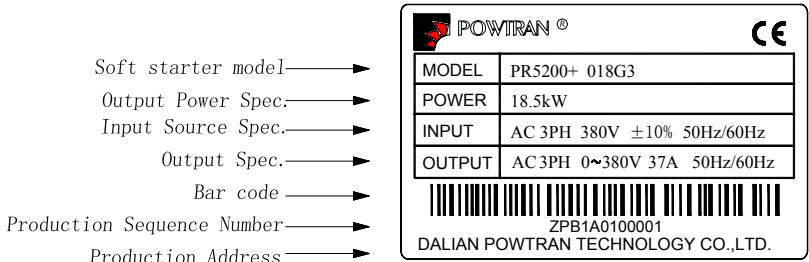 POWTRAN ®
CE
Soft starter model
MODEL PR5200+ 018G3
Output Power Spec.
POWER 18.5kW
Input Source Spec.
INPUT AC 3PH 380V ±10% 50Hz/60Hz
Output Spec.
OUTPUT AC 3PH 0~380V 37A 50Hz/60Hz
Bar code
Production Sequence Number
ZPB1A0100001
Production Address
DALIAN POWTRAN TECHNOLOGY CO.,LTD.